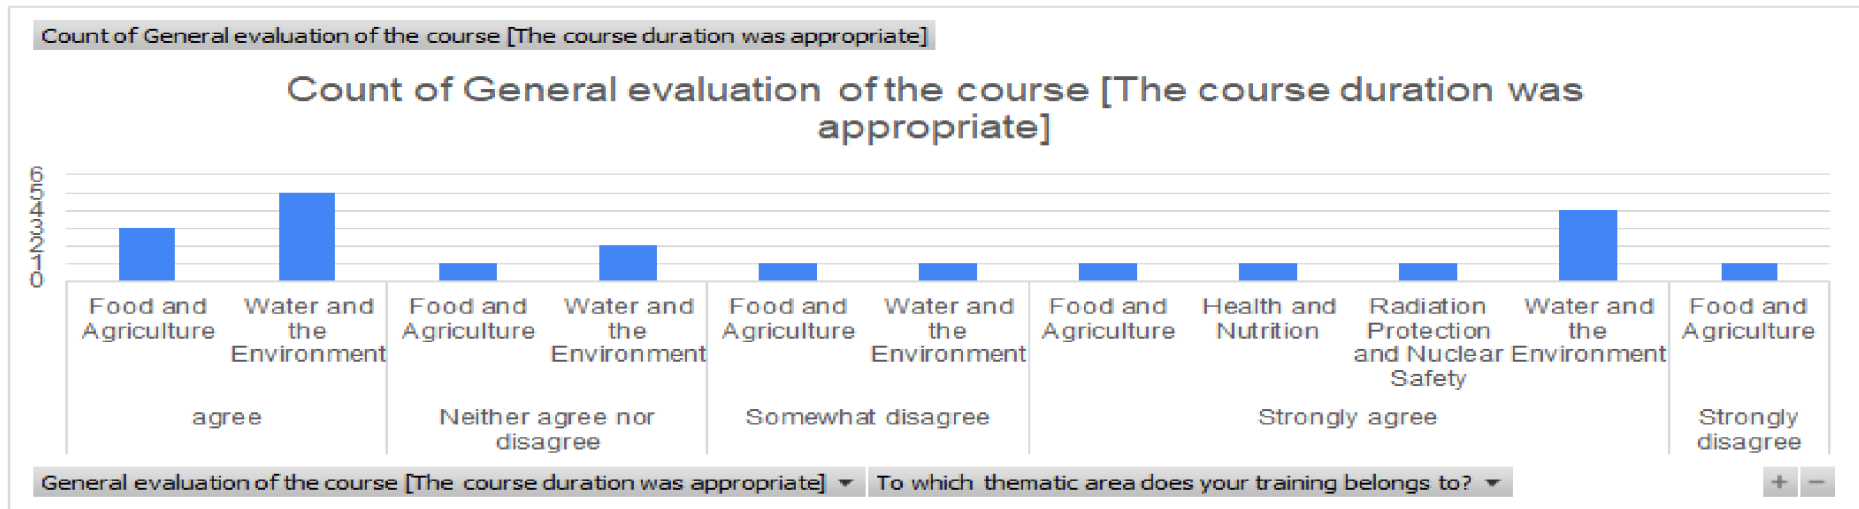 Count of General evaluation of the course [The course duration was appropriate]
Count of General evaluation of the course [The course duration was
appropriate]
6
5
4
3
2
1
0
Food and Agriculture
Water and the Environment
Food and Agriculture
Water and the Environment
Food and Agriculture
Water and the Environment
Food and Agriculture
Health and Nutrition
Radiation Protection and Nuclear Safety
Water and the Environment
Food and Agriculture
agree
Neither agree nor disagree
Somewhat disagree
Strongly agree
Strongly disagree
General evaluation of the course [The course duration was appropriate]
To which thematic area does your training belongs to?
+ −